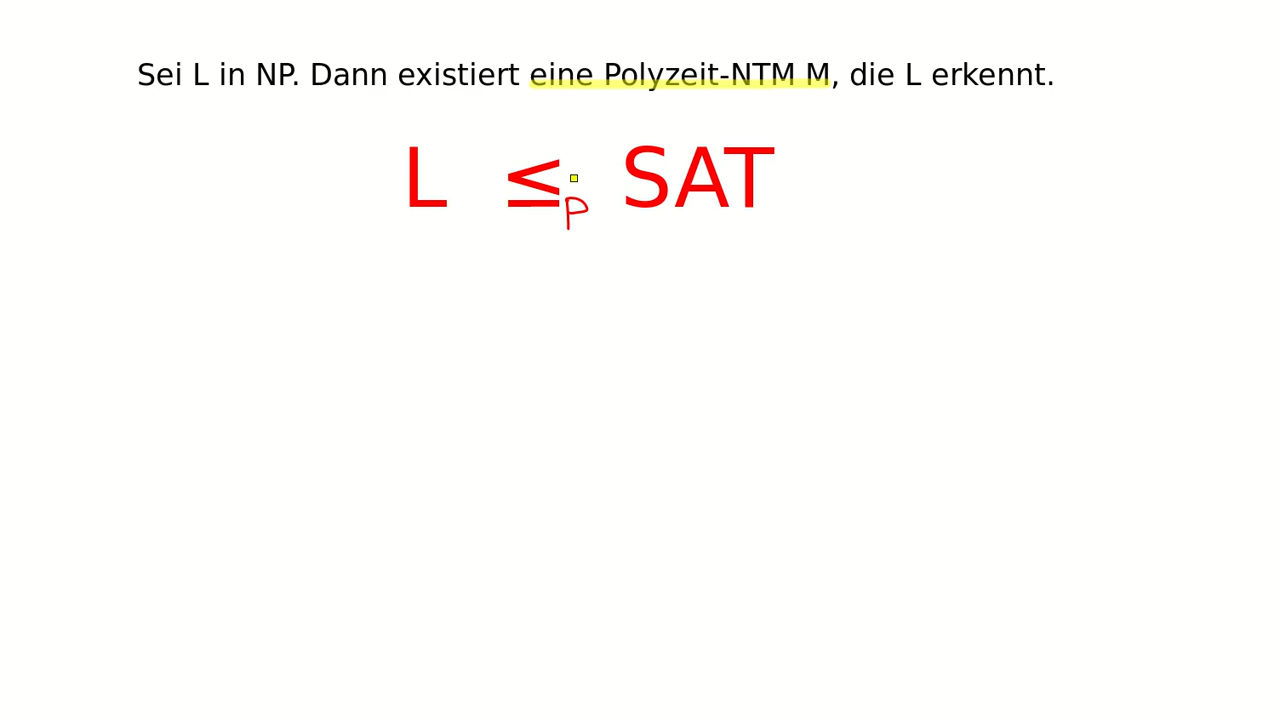 Sei L in NP. Dann existiert eine Polyzeit-NTM M, die L erkennt.
L ≤p SAT